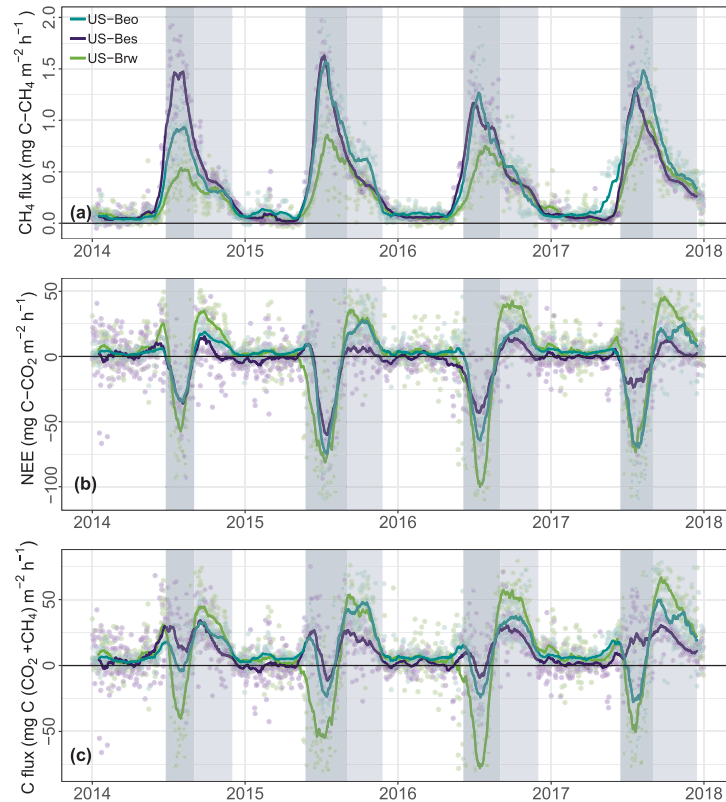 CH4 flux (mg C−CH4 m−2 h−1)
2.0
1.5
1.0
0.5
0.0
US−Beo
US−Bes
US−Brw
(a)
2014 2015 2016 2017 2018
NEE (mg C−CO2 m−2 h−1)
50
0
−50
−100
(b)
2014 2015 2016 2017 2018
C flux (mg C (CO2 +CH4) m−2 h−1)
50
0
−50
(c)
2014 2015 2016 2017 2018